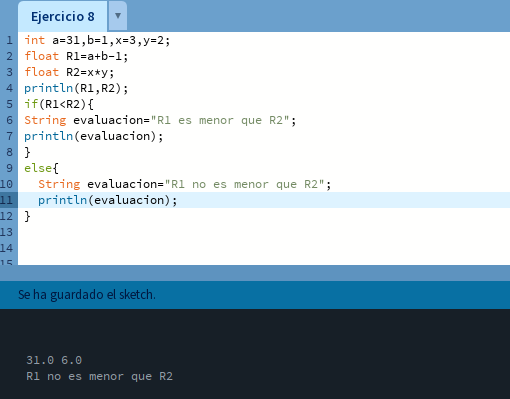 Ejercicio 8 ▼
1 int a=31,b=1,x=3,y=2;
2 float R1=a+b-1;
3 float R2=x*y;
4 println(R1,R2);
5 if(R1<R2){
6 String evaluacion="R1 es menor que R2";
7 println(evaluacion);
8 }
9 else{
10 String evaluacion="R1 no es menor que R2";
11 println(evaluacion);
12 }
13
14
15
Se ha guardado el sketch.
31.0 6.0
R1 no es menor que R2